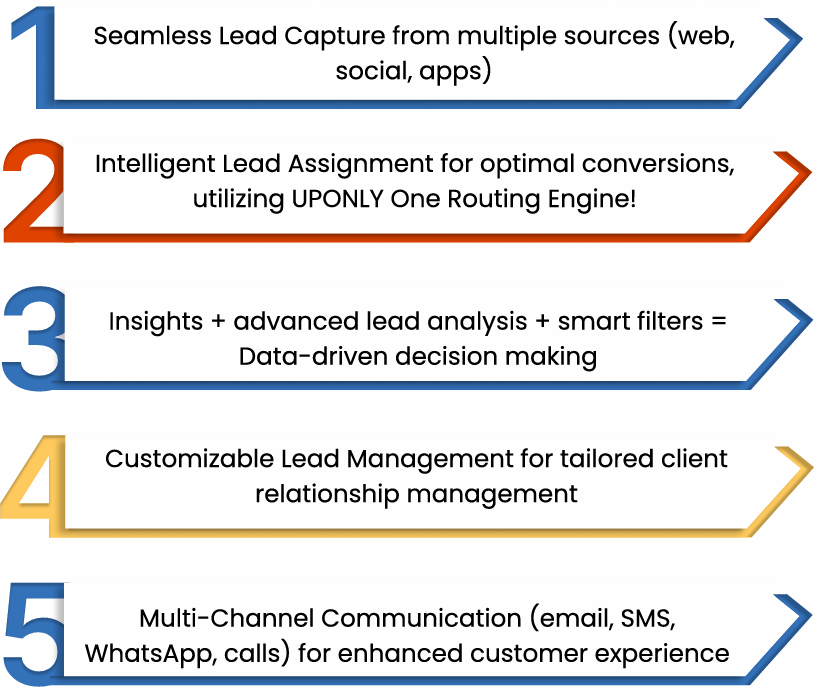 1
Seamless Lead Capture from multiple sources (web,
social, apps)
2
Intelligent Lead Assignment for optimal conversions,
utilizing UPONLY One Routing Engine!
3
Insights + advanced lead analysis + smart filters =
Data-driven decision making
4
Customizable Lead Management for tailored client
relationship management
5
Multi-Channel Communication (email, SMS,
WhatsApp, calls) for enhanced customer experience